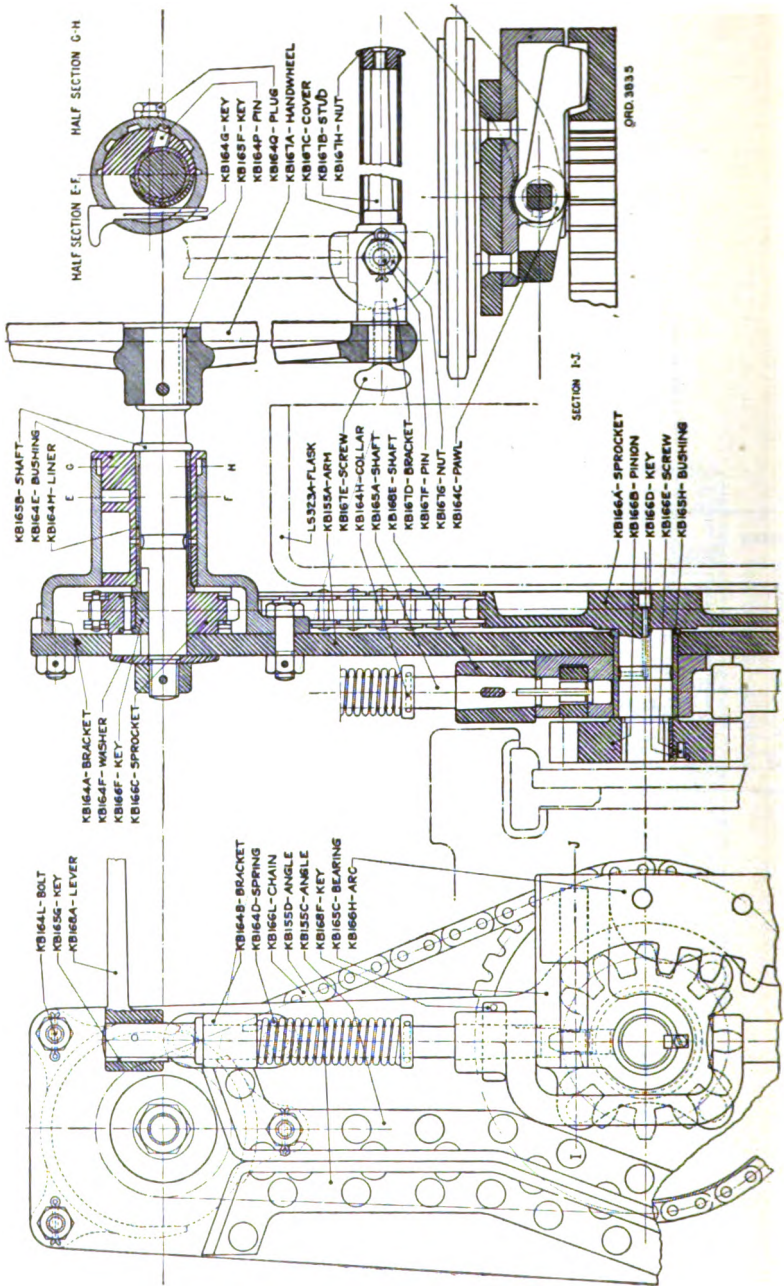 KB164L-BOLT
KB165G-KEY
KB168A-LEVER
KB164B-BRACKET
KB164D-SPRING
KB166L-CHAIN
KB155D-ANGLE
KB155C-ANGLE
KB168F-KEY
KB165C-BEARING
KB166H-ARC
I
J
KB164A-BRACKET
KB164F-WASHER
KB166F-KEY
KB166C-SPROCKET
KB165B-SHAFT
KB164E-BUSHING
KB164H-LINER
E
G
F
H
HALF SECTION E-F
HALF SECTION G-H
KB164G-KEY
KB165F-KEY
KB164P-PIN
KB164Q-PLUG
KB167A-HANDWHEEL
KB167C-COVER
KB167B-STUD
KB167H-NUT
L5323A-FLASK
KB155A-ARM
KB167E-SCREW
KB164H-COLLAR
KB165A-SHAFT
KB168E-SHAFT
KB167D-BRACKET
KB167F-PIN
KB167G-NUT
KB164C-PAWL
KB166A-SPROCKET
KB166B-PINION
KB166D-KEY
KB166E-SCREW
KB165H-BUSHING
SECTION I-J.
ORD.3835